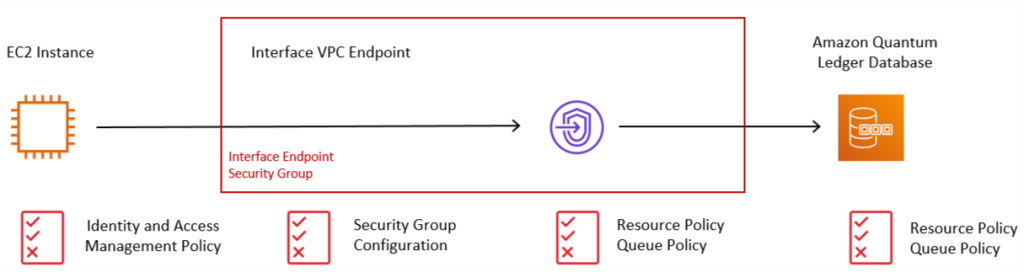 EC2 Instance
Interface VPC Endpoint
Amazon Quantum
Ledger Database
Interface Endpoint
Security Group
Identity and Access
Management Policy
Security Group
Configuration
Resource Policy
Queue Policy
Resource Policy
Queue Policy